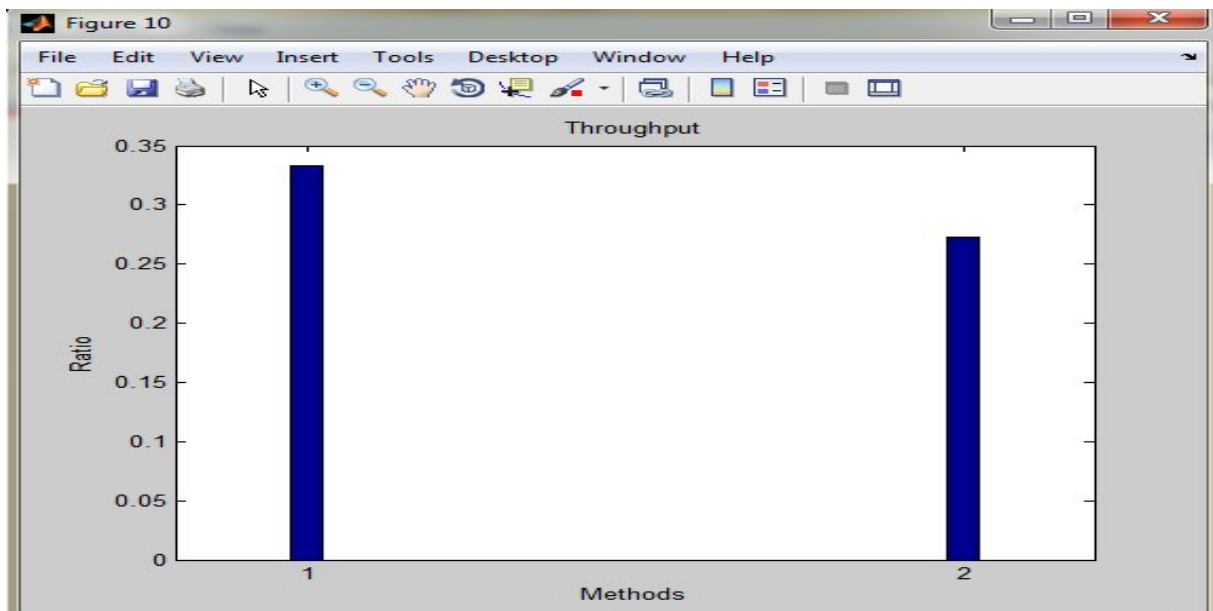 Figure 10
File Edit View Insert Tools Desktop Window Help
Throughput
0.35
0.3
0.25
0.2
0.15
0.1
0.05
0
Ratio
1 2
Methods